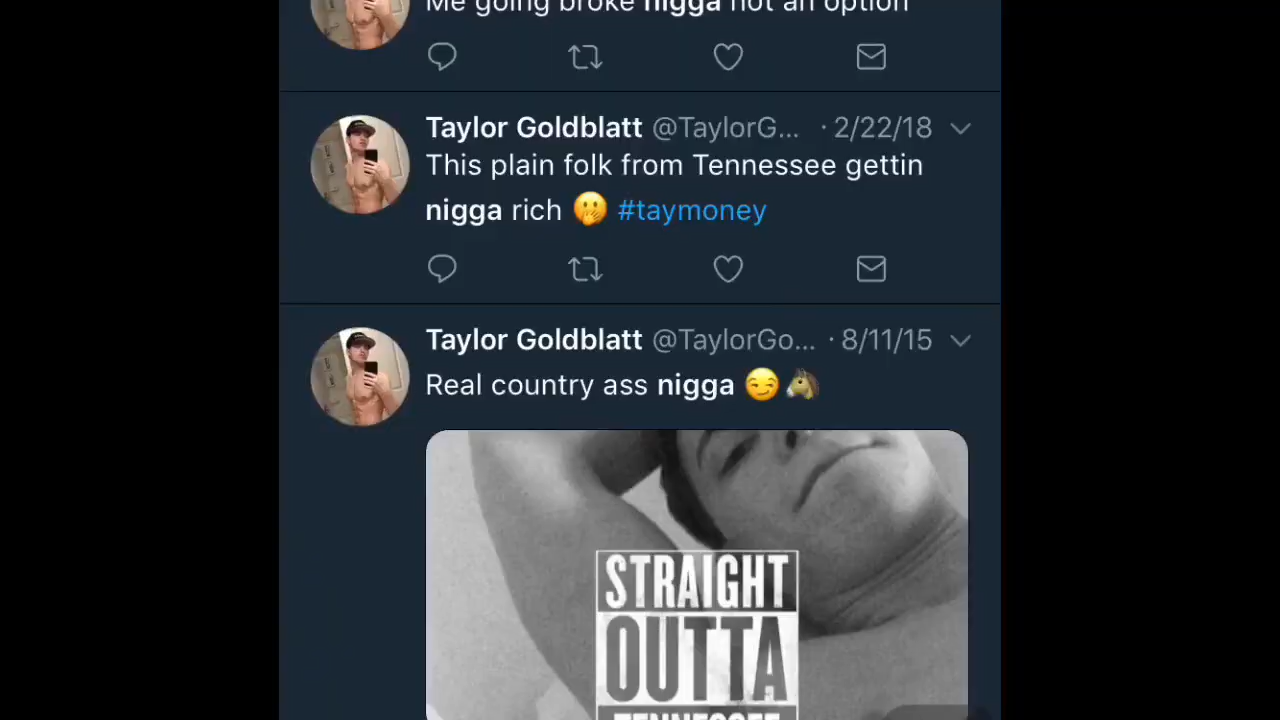 Me going broke nigga not an option
Taylor Goldblatt @TaylorG... · 2/22/18
This plain folk from Tennessee gettin
nigga rich 🤭 #taymoney
Taylor Goldblatt @TaylorGo... · 8/11/15
Real country ass nigga 😏🐴
STRAIGHT
OUTTA
TENNESSEE